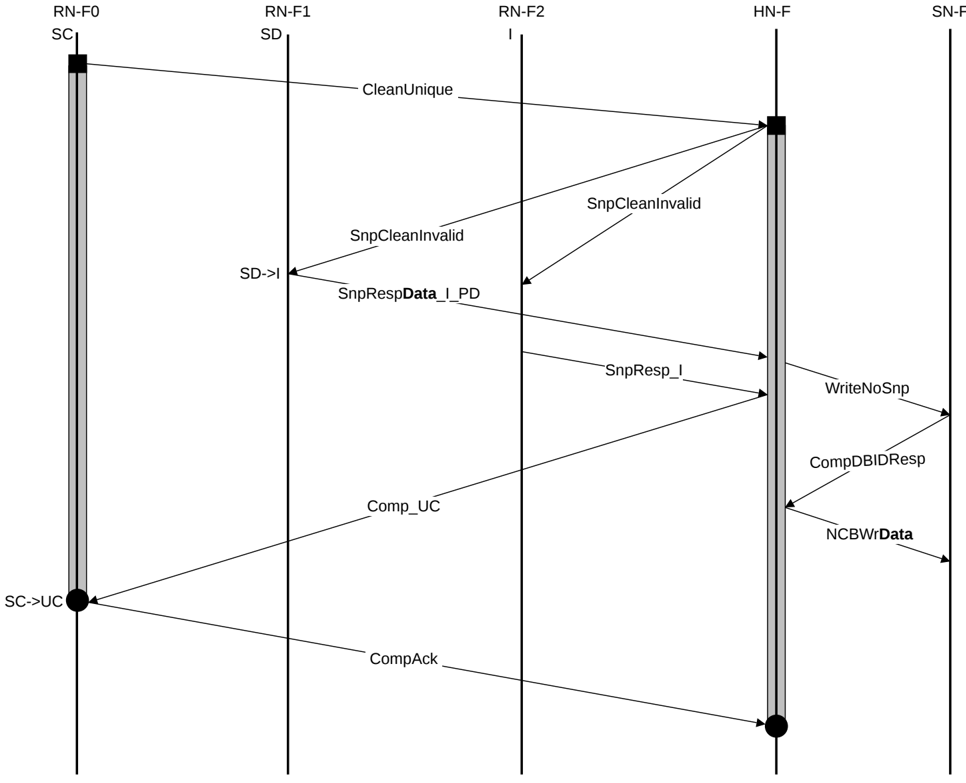 RN-F0 RN-F1 RN-F2 HN-F SN-F
SC SD I
CleanUnique
SnpCleanInvalid
SnpCleanInvalid
SD->I
SnpRespData_I_PD
SnpResp_I
WriteNoSnp
CompDBIDResp
Comp_UC
NCBWrData
SC->UC
CompAck